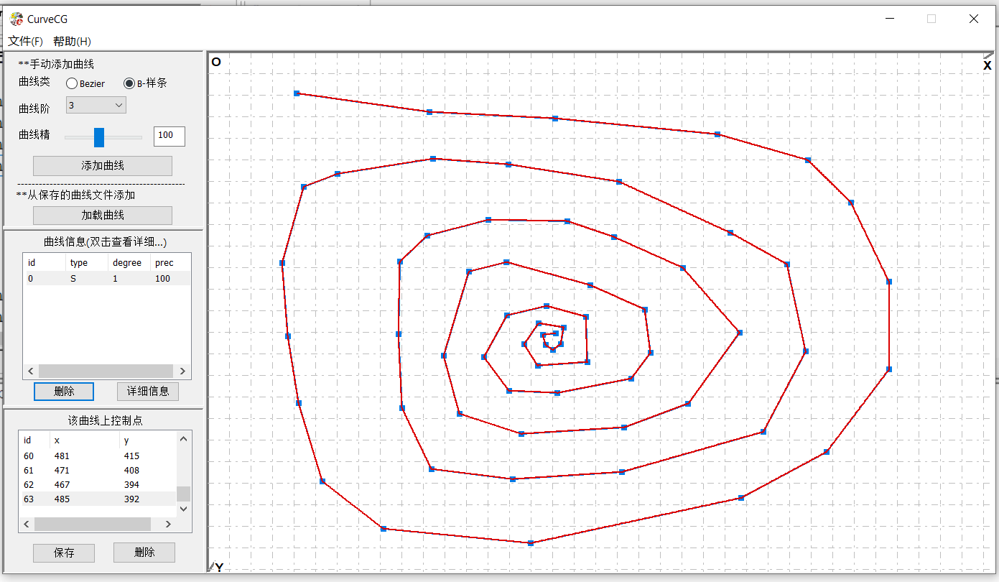 CurveCG
文件(F) 帮助(H)
**手动添加曲线
曲线类 Bezier B-样条
曲线阶 3
曲线精 100
添加曲线
**从保存的曲线文件添加
加载曲线
曲线信息(双击查看详细...)
id type degree prec
0 S 1 100
删除 详细信息
该曲线上控制点
id x y
60 481 415
61 471 408
62 467 394
63 485 392
保存 删除
O
X
Y